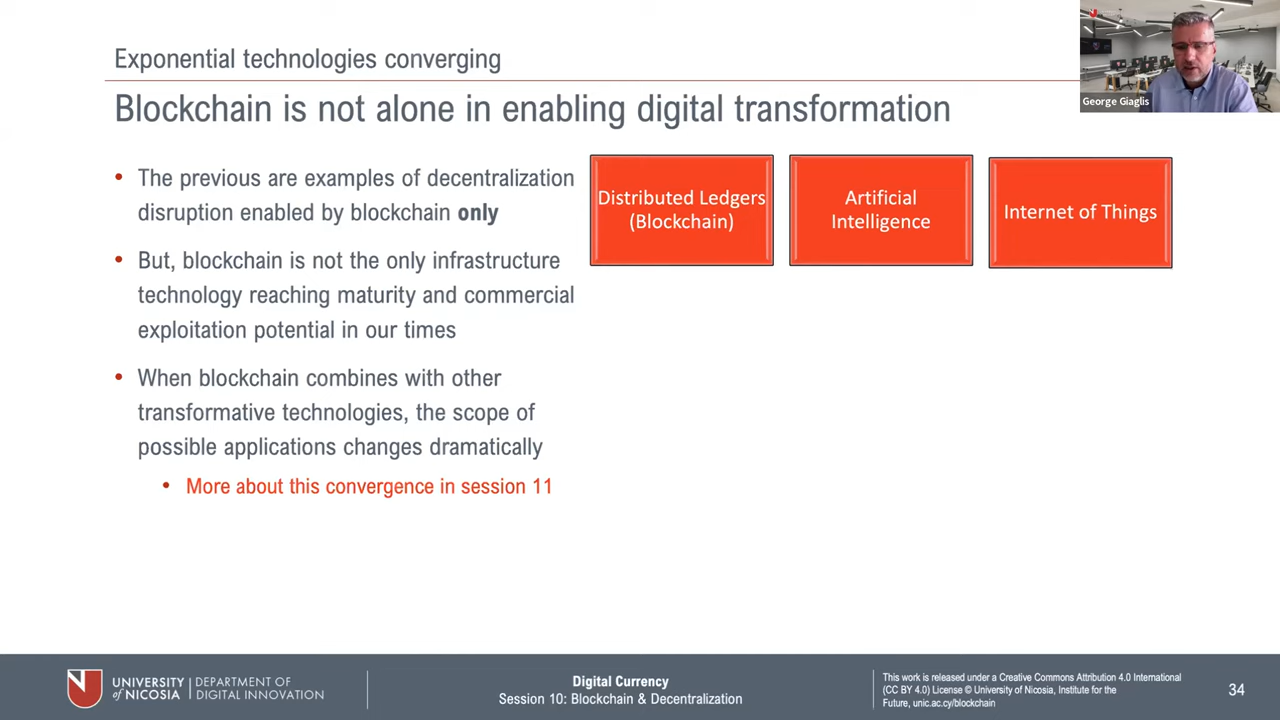 Exponential technologies converging
Blockchain is not alone in enabling digital transformation
George Giaglis
• The previous are examples of decentralization
disruption enabled by blockchain only
• But, blockchain is not the only infrastructure
technology reaching maturity and commercial
exploitation potential in our times
• When blockchain combines with other
transformative technologies, the scope of
possible applications changes dramatically
• More about this convergence in session 11
Distributed Ledgers
(Blockchain)
Artificial
Intelligence
Internet of Things
UNIVERSITY
of NICOSIA
DEPARTMENT OF
DIGITAL INNOVATION
Digital Currency
Session 10: Blockchain & Decentralization
This work is released under a Creative Commons Attribution 4.0 International
(CC BY 4.0) License © University of Nicosia, Institute for the
Future, unic.ac.cy/blockchain
34